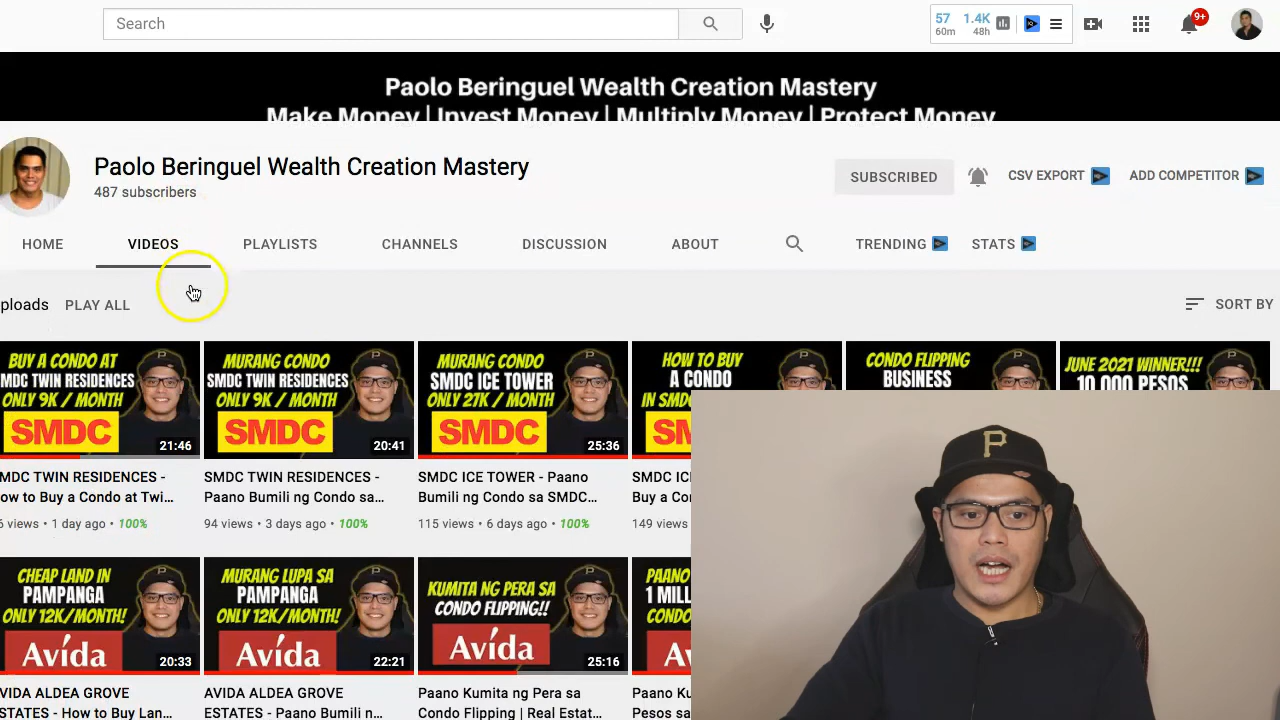 Search
57
60m
1.4K
48h
9+
Paolo Beringuel Wealth Creation Mastery
Make Money | Invest Money | Multiply Money | Protect Money
Paolo Beringuel Wealth Creation Mastery
487 subscribers
SUBSCRIBED
CSV EXPORT
ADD COMPETITOR
HOME
VIDEOS
PLAYLISTS
CHANNELS
DISCUSSION
ABOUT
TRENDING
STATS
ploads
PLAY ALL
SORT BY
BUY A CONDO AT
MDC TWIN RESIDENCES
ONLY 9K / MONTH
SMDC
21:46
MURANG CONDO
SMDC TWIN RESIDENCES
ONLY 9K / MONTH
SMDC
20:41
MURANG CONDO
SMDC ICE TOWER
ONLY 27K / MONTH
SMDC
25:36
HOW TO BUY
A CONDO
IN SMD
SM
CONDO FLIPPING
BUSINESS
JUNE 2021 WINNER!!!
10,000 PESOS
MDC TWIN RESIDENCES -
ow to Buy a Condo at Twi...
6 views • 1 day ago • 100%
SMDC TWIN RESIDENCES -
Paano Bumili ng Condo sa...
94 views • 3 days ago • 100%
SMDC ICE TOWER - Paano
Bumili ng Condo sa SMDC...
115 views • 6 days ago • 100%
SMDC IC
Buy a Co
149 views
CHEAP LAND IN
PAMPANGA
ONLY 12K/MONTH!
Avida
20:33
MURANG LUPA SA
PAMPANGA
ONLY 12K/MONTH!
Avida
22:21
KUMITA NG PERA SA
CONDO FLIPPING!!
Avida
25:16
PAANO
1 MILL
CONDO
A
AVIDA ALDEA GROVE
ESTATES - How to Buy Lan...
AVIDA ALDEA GROVE
ESTATES - Paano Bumili n...
Paano Kumita ng Pera sa
Condo Flipping | Real Estat...
Paano Ku
Pesos sa
P